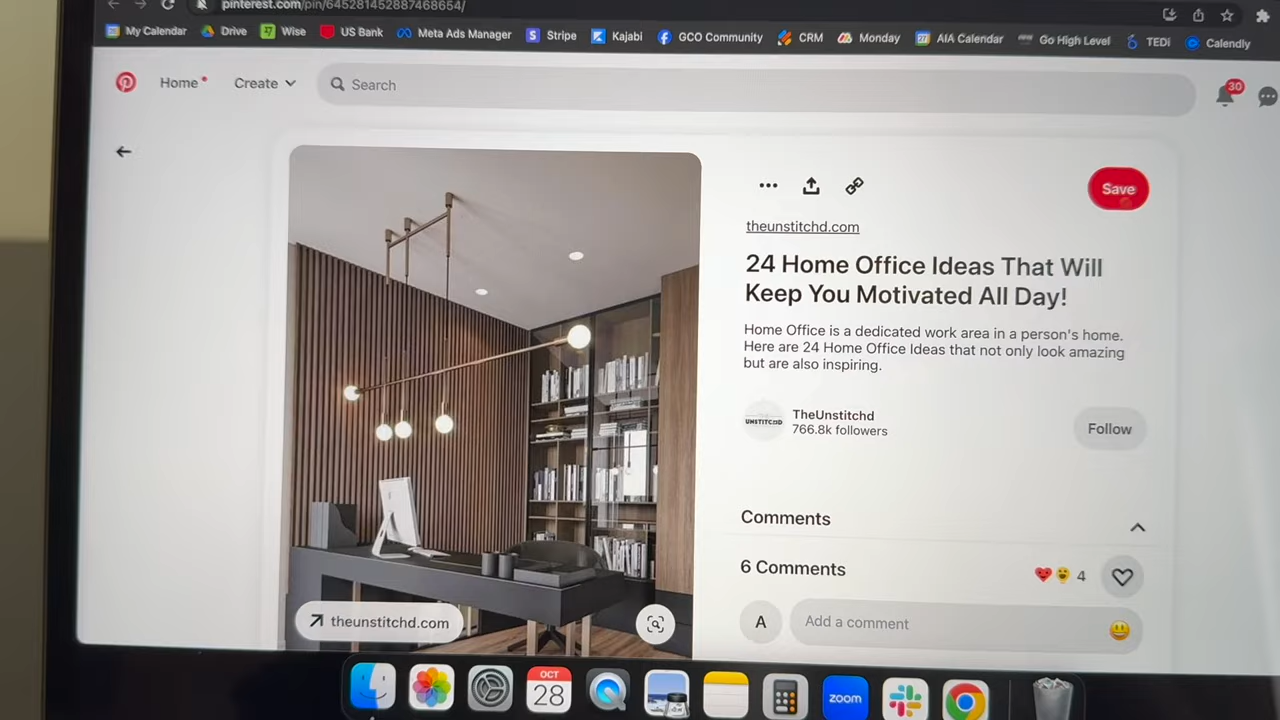 pinterest.com/pin/645281452887468654/
My Calendar Drive Wise US Bank Meta Ads Manager Stripe Kajabi GCO Community CRM Monday AIA Calendar Go High Level TEDi Calendly
Home Create Search 30
Save
theunstitchd.com
24 Home Office Ideas That Will
Keep You Motivated All Day!
Home Office is a dedicated work area in a person's home.
Here are 24 Home Office Ideas that not only look amazing
but are also inspiring.
UNSTITCHD
TheUnstitchd
766.8k followers
Follow
Comments
6 Comments
4
A
Add a comment
theunstitchd.com
OCT
28
zoom